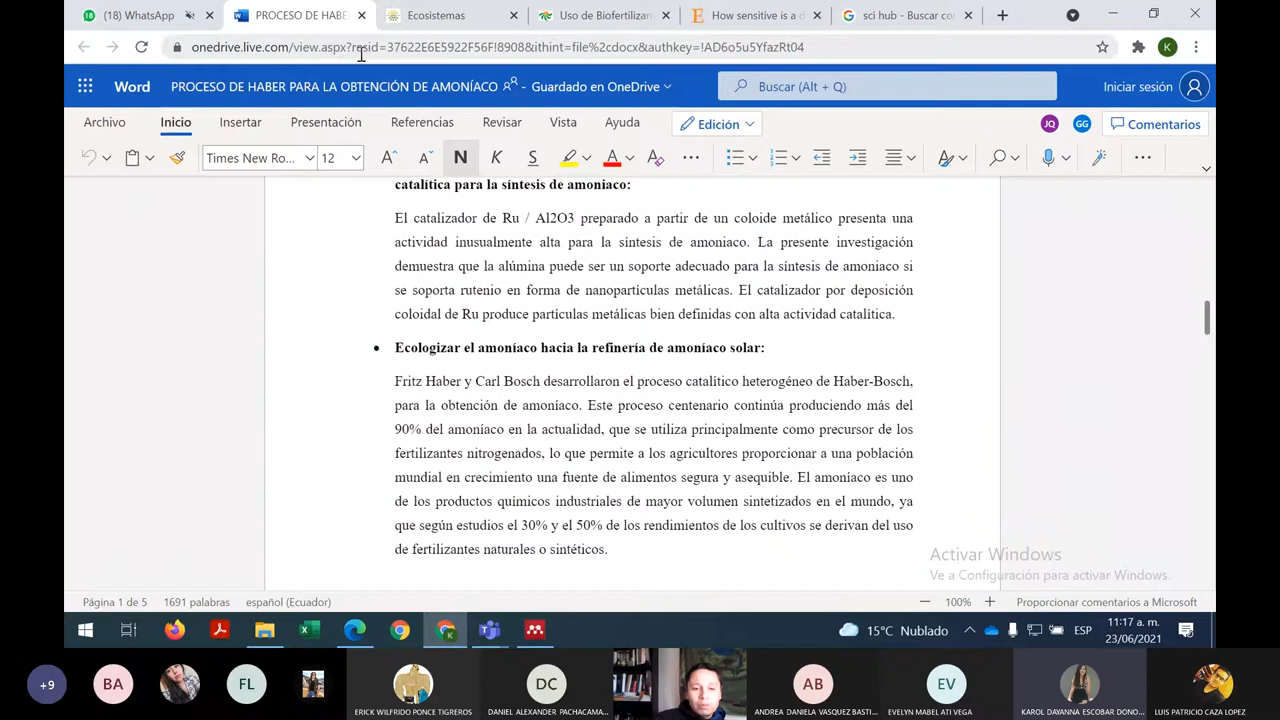 (18) WhatsApp
PROCESO DE HABE
Ecosistemas
Uso de Biofertilizan
How sensitive is a d
sci hub - Buscar co
onedrive.live.com/view.aspx?resid=37622E6E5922F56F!8908&ithint=file%2cdocx&authkey=!AD6o5u5YfazRt04
K
Word
PROCESO DE HABER PARA LA OBTENCIÓN DE AMONÍACO - Guardado en OneDrive
Buscar (Alt + Q)
Iniciar sesión
Archivo
Inicio
Insertar
Presentación
Referencias
Revisar
Vista
Ayuda
Edición
JQ
GG
Comentarios
Times New Ro...
12
N
K
S
catalítica para la síntesis de amoniaco:
El catalizador de Ru / Al2O3 preparado a partir de un coloide metálico presenta una
actividad inusualmente alta para la síntesis de amoniaco. La presente investigación
demuestra que la alúmina puede ser un soporte adecuado para la síntesis de amoniaco si
se soporta rutenio en forma de nanopartículas metálicas. El catalizador por deposición
coloidal de Ru produce partículas metálicas bien definidas con alta actividad catalítica.
• Ecologizar el amoníaco hacia la refinería de amoníaco solar:
Fritz Haber y Carl Bosch desarrollaron el proceso catalítico heterogéneo de Haber-Bosch,
para la obtención de amoníaco. Este proceso centenario continúa produciendo más del
90% del amoníaco en la actualidad, que se utiliza principalmente como precursor de los
fertilizantes nitrogenados, lo que permite a los agricultores proporcionar a una población
mundial en crecimiento una fuente de alimentos segura y asequible. El amoníaco es uno
de los productos químicos industriales de mayor volumen sintetizados en el mundo, ya
que según estudios el 30% y el 50% de los rendimientos de los cultivos se derivan del uso
de fertilizantes naturales o sintéticos.
Activar Windows
Ve a Configuración para activar Windows.
Página 1 de 5
1691 palabras
español (Ecuador)
100%
Proporcionar comentarios a Microsoft
15°C Nublado
ESP
11:17 a. m.
23/06/2021
+9
BA
FL
ERICK WILFRIDO PONCE TIGREROS
DC
DANIEL ALEXANDER PACHACAMA...
AB
ANDREA DANIELA VASQUEZ BASTI...
EV
EVELYN MABEL ATI VEGA
KAROL DAYANNA ESCOBAR DONO...
LUIS PATRICIO CAZA LOPEZ